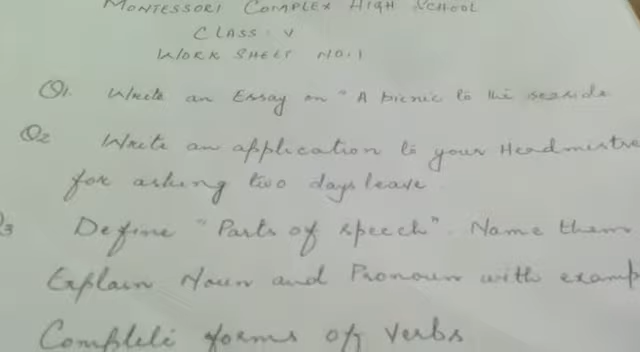 MONTESSORI COMPLEX HIGH SCHOOL
CLASS : V
WORK SHEET NO. 1
Q1. Write an Essay on "A picnic to the seaside
Q2 Write an application to your Headmistre
for asking two days leave.
3 Define "Parts of speech". Name them
Explain Noun and Pronoun with examp
Complete forms of verbs